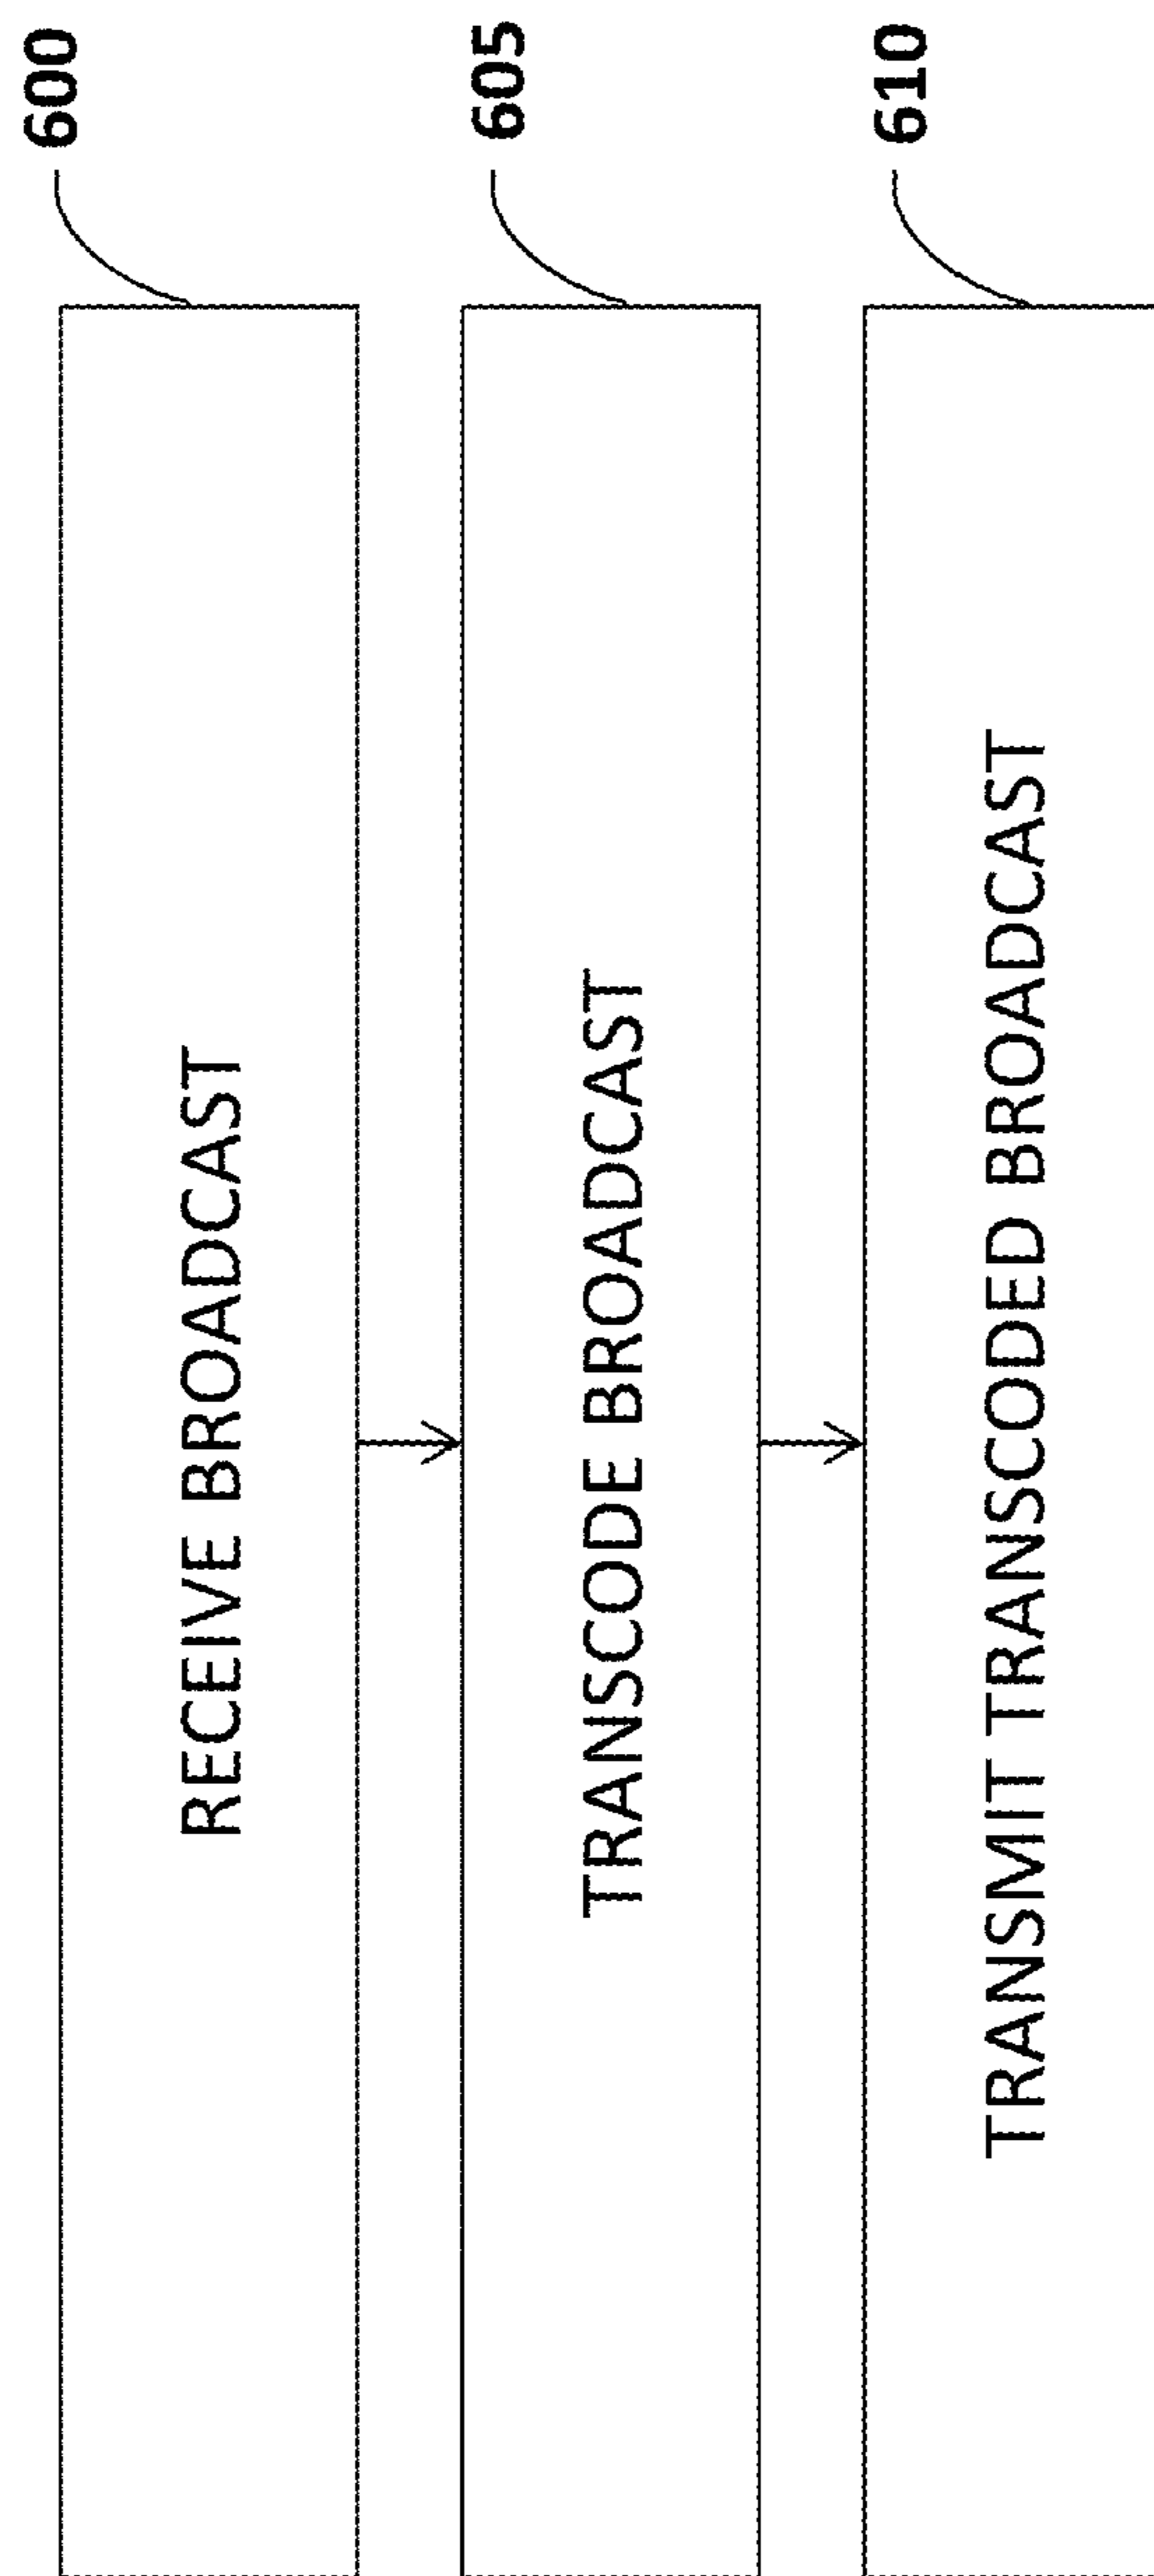 RECEIVE BROADCAST 600
TRANSCODE BROADCAST 605
TRANSMIT TRANSCODED BROADCAST 610